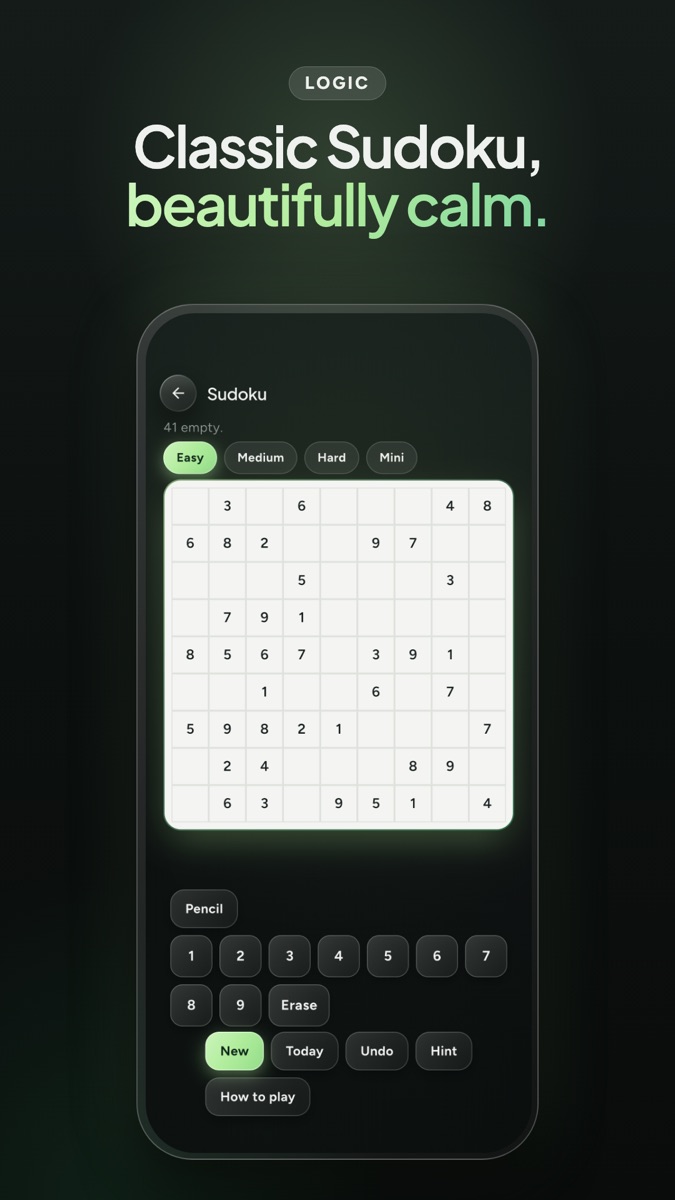 LOGIC
Classic Sudoku,
beautifully calm.
Sudoku
41 empty.
Easy Medium Hard Mini
3 6 4 8
6 8 2 9 7
5 3
7 9 1
8 5 6 7 3 9 1
1 6 7
5 9 8 2 1 7
2 4 8 9
6 3 9 5 1 4
Pencil
1 2 3 4 5 6 7
8 9 Erase
New Today Undo Hint
How to play